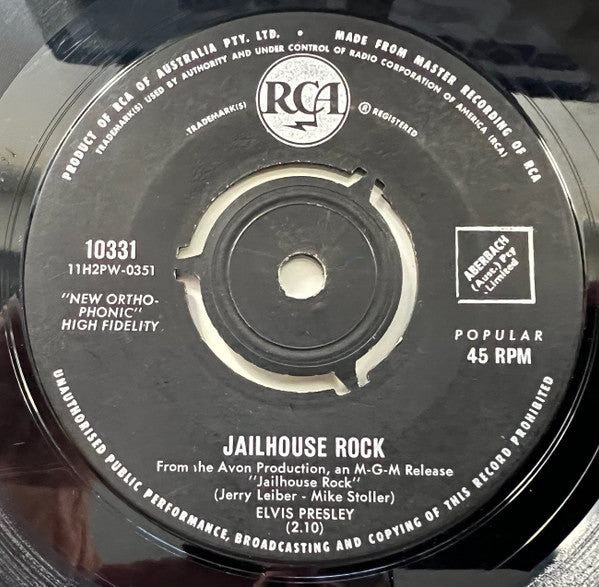 PRODUCT OF RCA OF AUSTRALIA PTY. LTD. • MADE FROM MASTER RECORDING OF RCA
TRADEMARK(S) USED BY AUTHORITY AND UNDER CONTROL OF RADIO CORPORATION OF AMERICA (RCA)
RCA
TRADEMARK(S) ® REGISTERED
10331
11H2PW-0351
"NEW ORTHO-
PHONIC"
HIGH FIDELITY
ABERBACH
(Aust.) Pty
Limited
POPULAR
45 RPM
JAILHOUSE ROCK
From the Avon Production, an M-G-M Release
"Jailhouse Rock"
(Jerry Leiber - Mike Stoller)
ELVIS PRESLEY
(2.10)
UNAUTHORISED PUBLIC PERFORMANCE, BROADCASTING AND COPYING OF THIS RECORD PROHIBITED